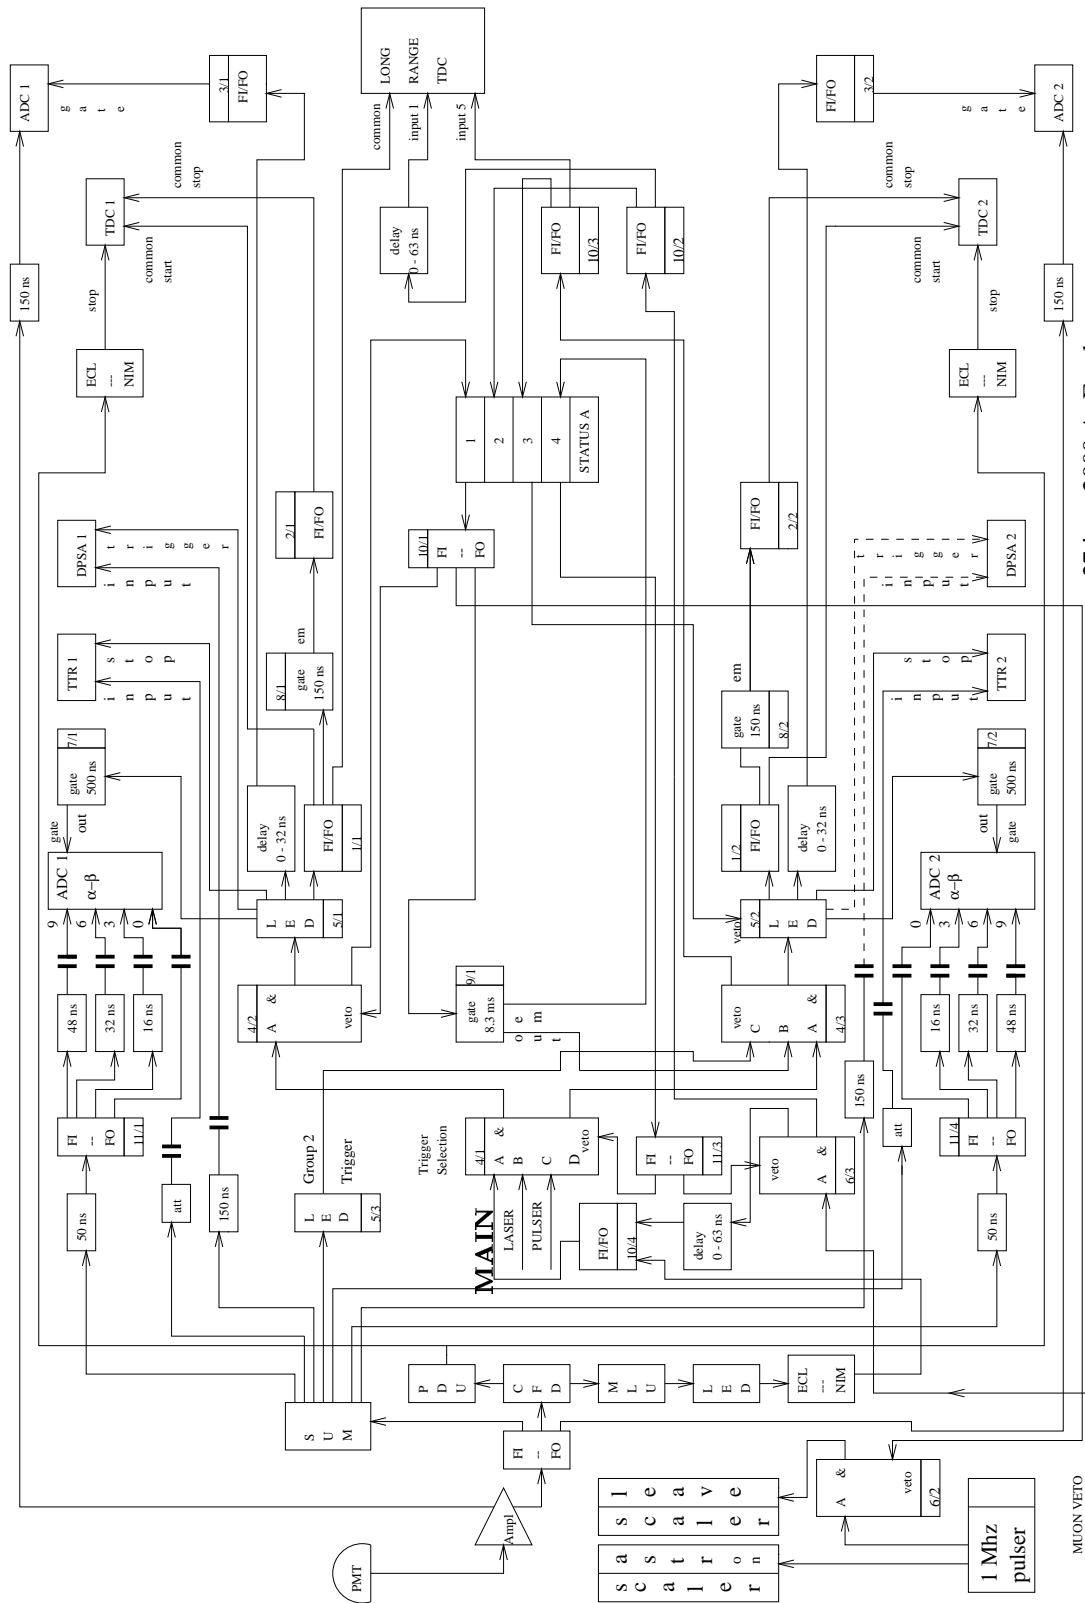 ADC 1
gate
3/1
FI/FO
150 ns
TDC 1
common
stop
common
start
stop
ECL
---
NIM
LONG
RANGE
TDC
common
input 1
input 5
delay
0 - 63 ns
FI/FO
10/3
FI/FO
10/2
FI/FO
3/2
gate
ADC 2
common
stop
TDC 2
common
start
stop
150 ns
ECL
---
NIM
1
2
3
4
STATUS A
10/1
FI
--
FO
DPSA 1
trigger
input
2/1
FI/FO
em
TTR 1
stop
input
8/1
gate
150 ns
FI/FO
2/2
em
gate
150 ns
8/2
trigger
input
DPSA 2
stop
input
TTR 2
7/1
gate
500 ns
gate
out
ADC 1
α−β
9
6
3
0
delay
0 - 32 ns
FI/FO
1/1
L
E
D
5/1
1/2
FI/FO
delay
0 - 32 ns
veto
5/2
L
E
D
7/2
gate
500 ns
out
gate
ADC 2
α−β
0
3
6
9
48 ns
32 ns
16 ns
4/2
A
&
veto
9/1
gate
8.3 ms
oe
em
ut
veto
C
B
A
&
4/3
16 ns
32 ns
48 ns
FI
--
FO
11/1
att
150 ns
50 ns
Group 2
Trigger
L
E
D
5/3
Trigger
Selection
4/1
A
&
B
C
D
veto
MAIN
LASER
PULSER
FI
--
FO
11/3
FI/FO
10/4
delay
0 - 63 ns
veto
A
&
6/3
150 ns
att
11/4
FI
--
FO
50 ns
S
U
M
P
D
U
C
F
D
M
L
U
L
E
D
ECL
---
NIM
FI
--
FO
Ampl
PMT
slave
scaler
astron
scaler
A
&
veto
6/2
1 Mhz
pulser
MUON VETO